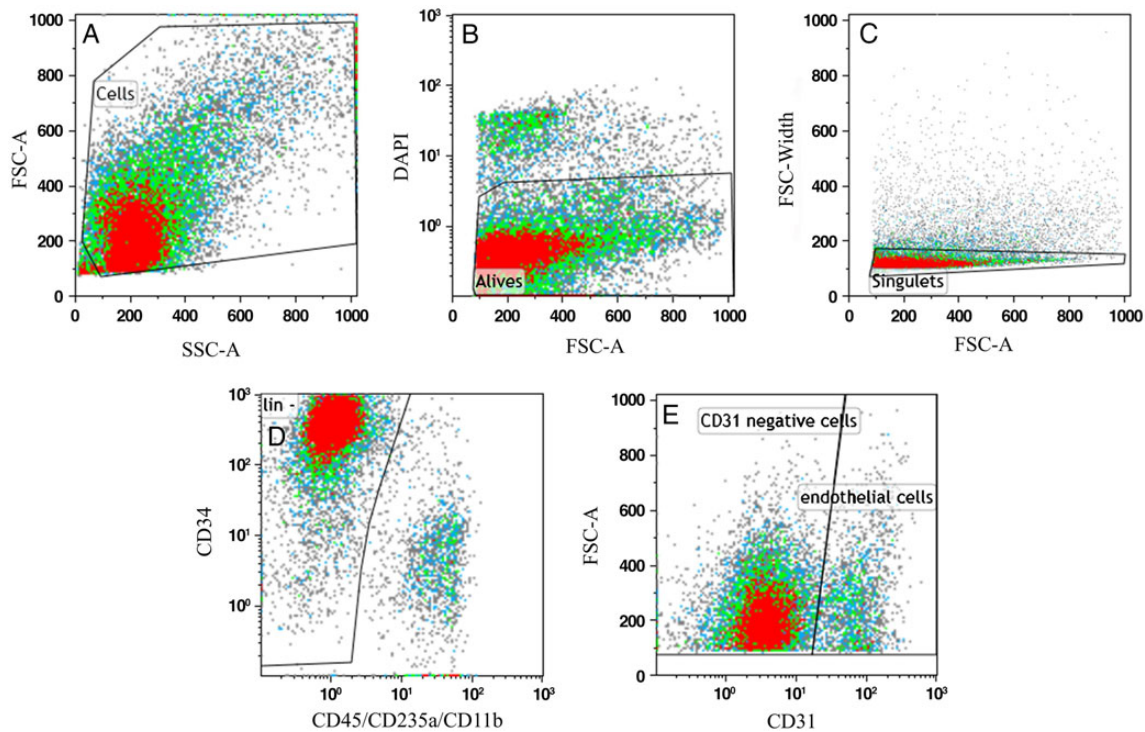 A
1000
800
600
400
200
0
FSC-A
Cells
0 200 400 600 800 1000
SSC-A
B
10³
10²
10¹
10⁰
DAPI
Alives
0 200 400 600 800 1000
FSC-A
C
1000
800
600
400
200
0
FSC-Width
Singulets
0 200 400 600 800 1000
FSC-A
10³
lin -
D
10²
10¹
10⁰
CD34
10⁰ 10¹ 10² 10³
CD45/CD235a/CD11b
E
1000
800
600
400
200
0
FSC-A
CD31 negative cells
endothelial cells
10⁰ 10¹ 10² 10³
CD31